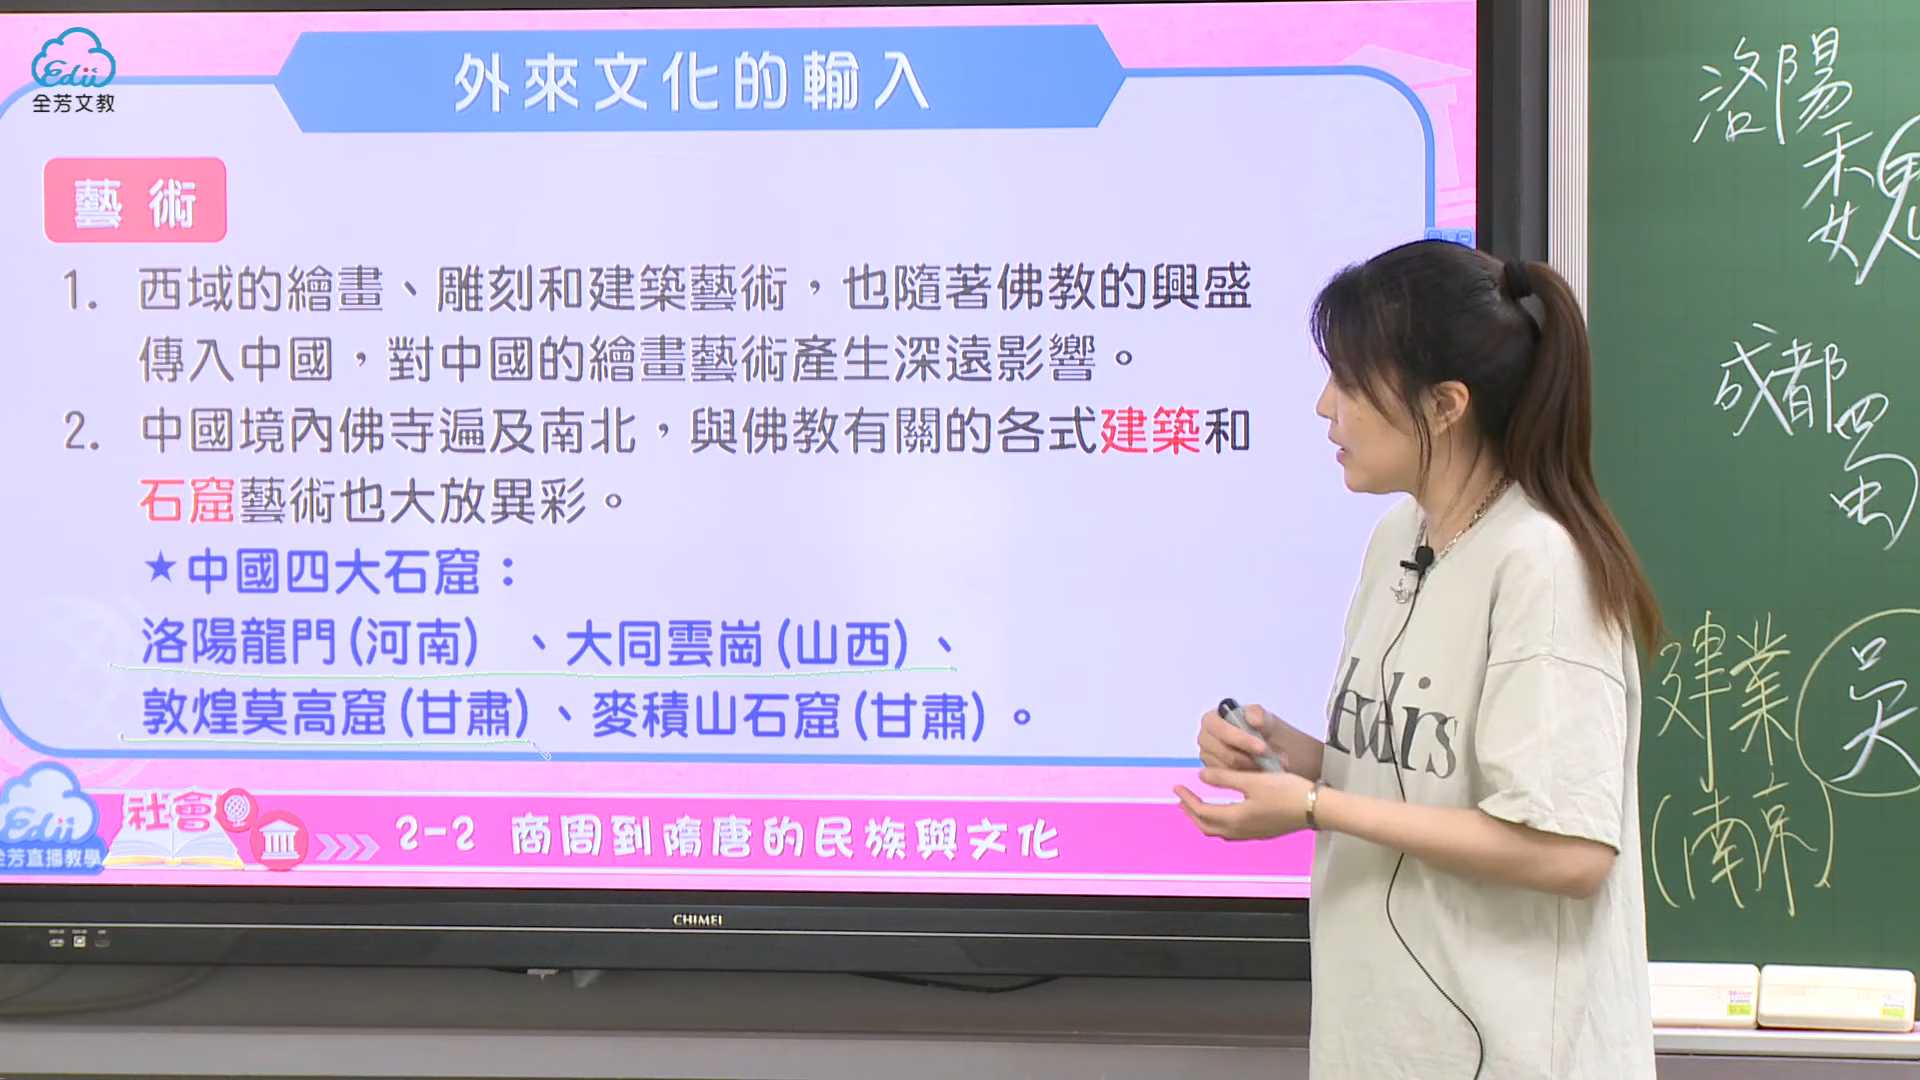 Edii
全芳文教
外來文化的輸入
藝術
1. 西域的繪畫、雕刻和建築藝術，也隨著佛教的興盛
傳入中國，對中國的繪畫藝術產生深遠影響。
2. 中國境內佛寺遍及南北，與佛教有關的各式建築和
石窟藝術也大放異彩。
★中國四大石窟：
洛陽龍門(河南)、大同雲崗(山西)、
敦煌莫高窟(甘肅)、麥積山石窟(甘肅)。
Edii
全芳直播教學
社會
2-2 商周到隋唐的民族與文化
CHIMEI
洛陽
魏
成都
蜀
建業
吳
(南京)